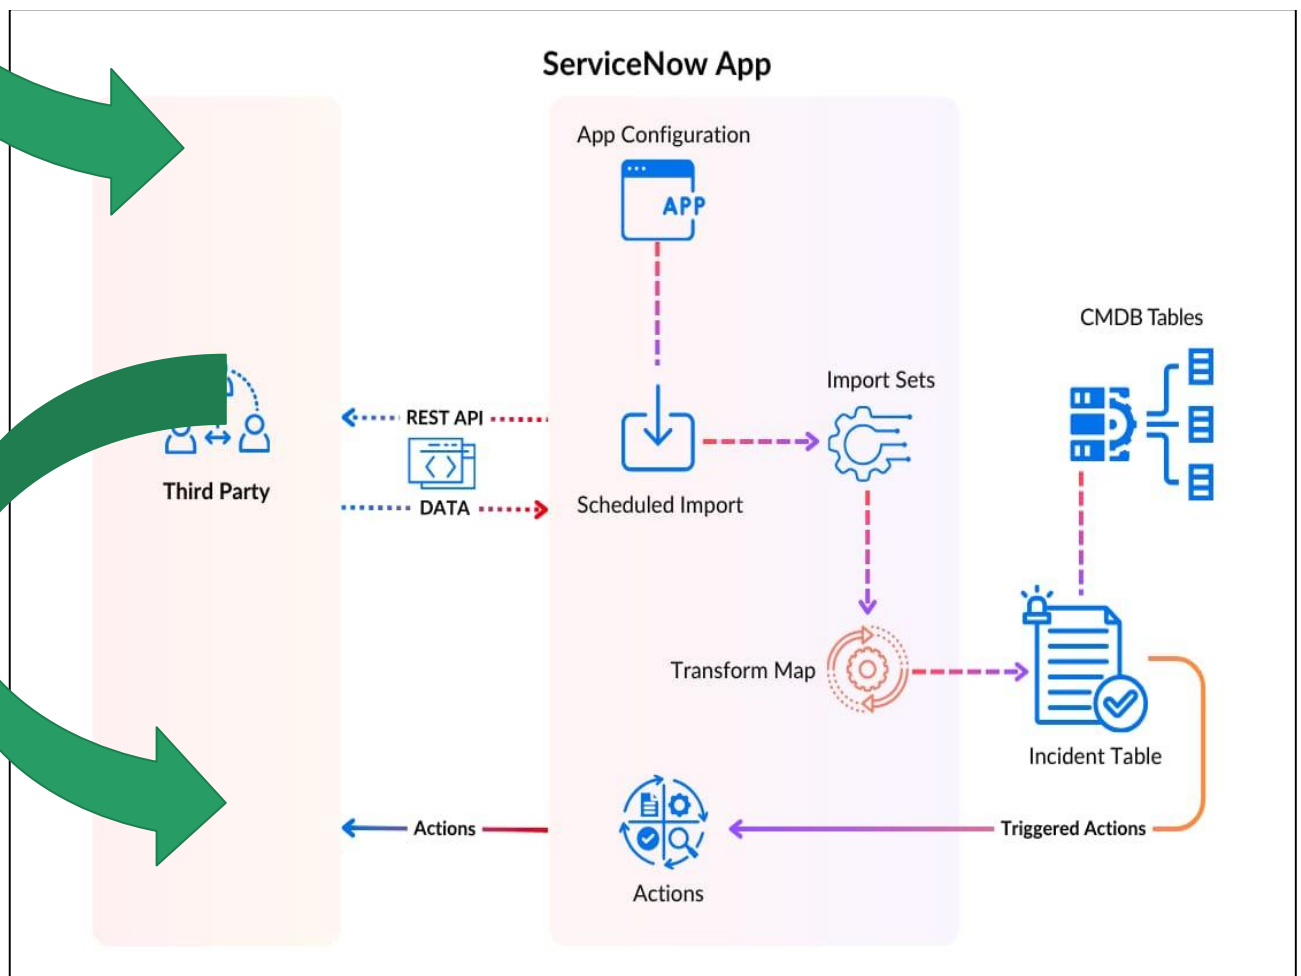 ServiceNow App
App Configuration
APP
CMDB Tables
Import Sets
REST API
Third Party
DATA
Scheduled Import
Transform Map
Incident Table
Actions
Triggered Actions
Actions